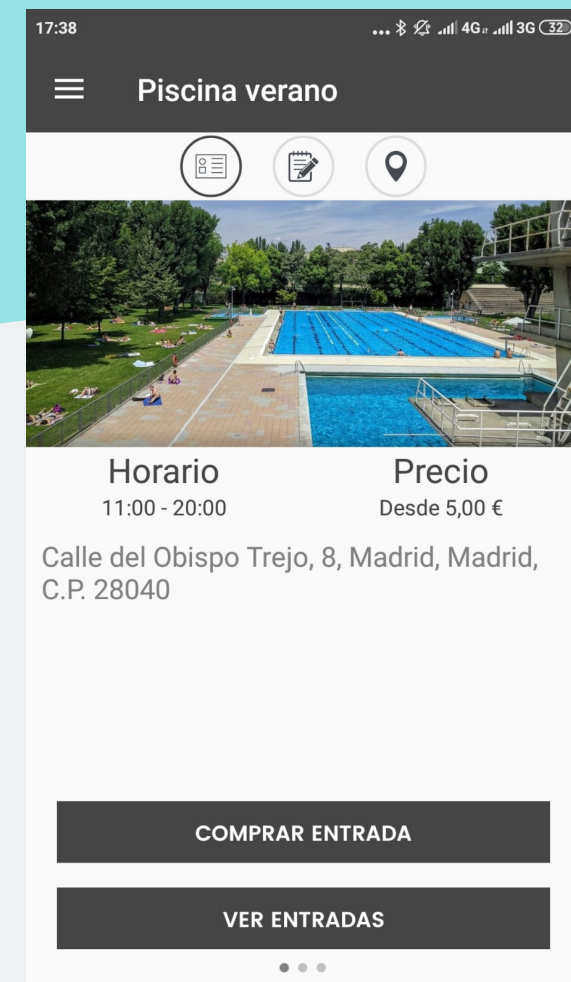 17:38
4G 3G 32
Piscina verano
Horario
Precio
11:00 - 20:00
Desde 5,00 €
Calle del Obispo Trejo, 8, Madrid, Madrid,
C.P. 28040
COMPRAR ENTRADA
VER ENTRADAS